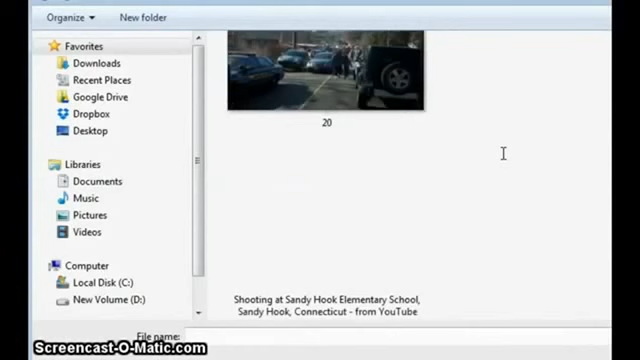 Organize
New folder
Favorites
Downloads
Recent Places
Google Drive
Dropbox
Desktop
Libraries
Documents
Music
Pictures
Videos
Computer
Local Disk (C:)
New Volume (D:)
20
Shooting at Sandy Hook Elementary School,
Sandy Hook, Connecticut - from YouTube
File name:
Screencast-O-Matic.com